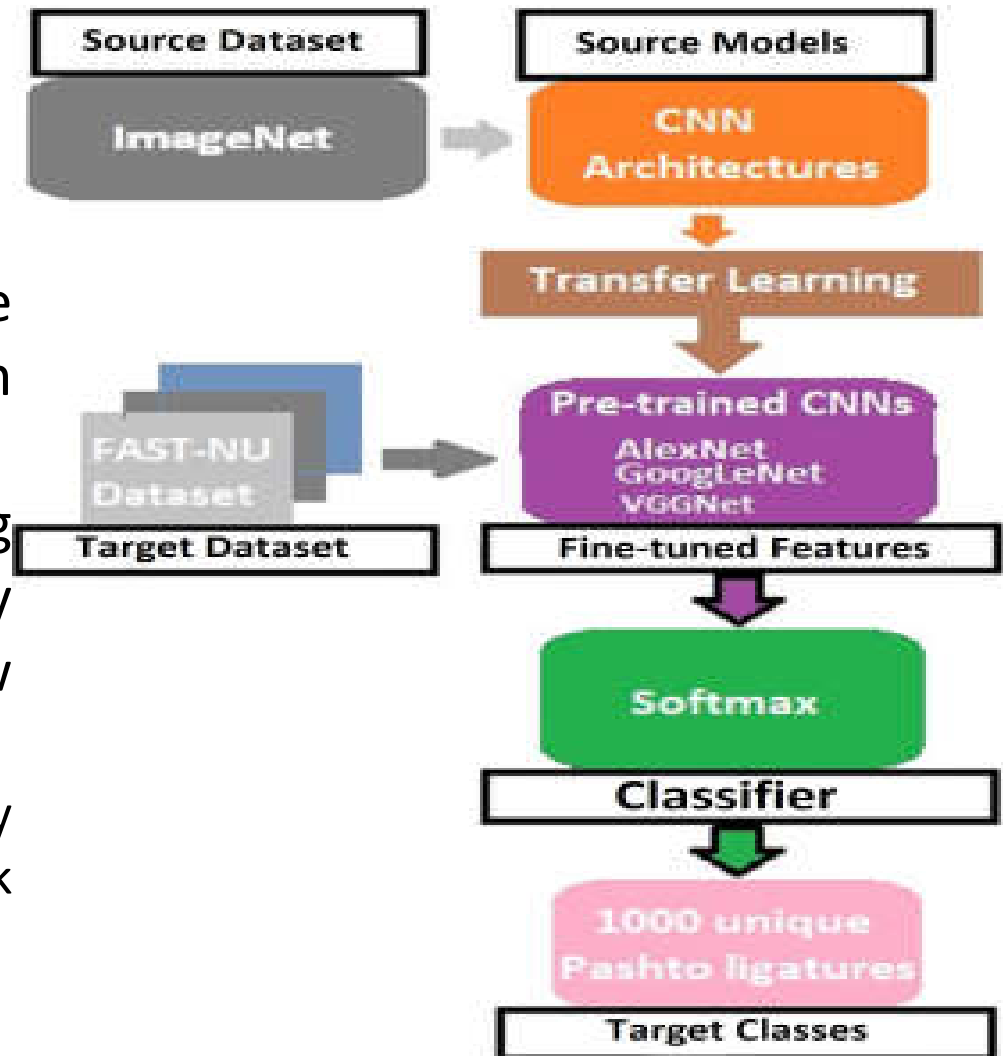 Source Dataset
ImageNet
Source Models
CNN
Architectures
Transfer Learning
FAST-NU
Dataset
Target Dataset
Pre-trained CNNs
AlexNet
GoogLeNet
VGGNet
Fine-tuned Features
Softmax
Classifier
1000 unique
Pashto ligatures
Target Classes